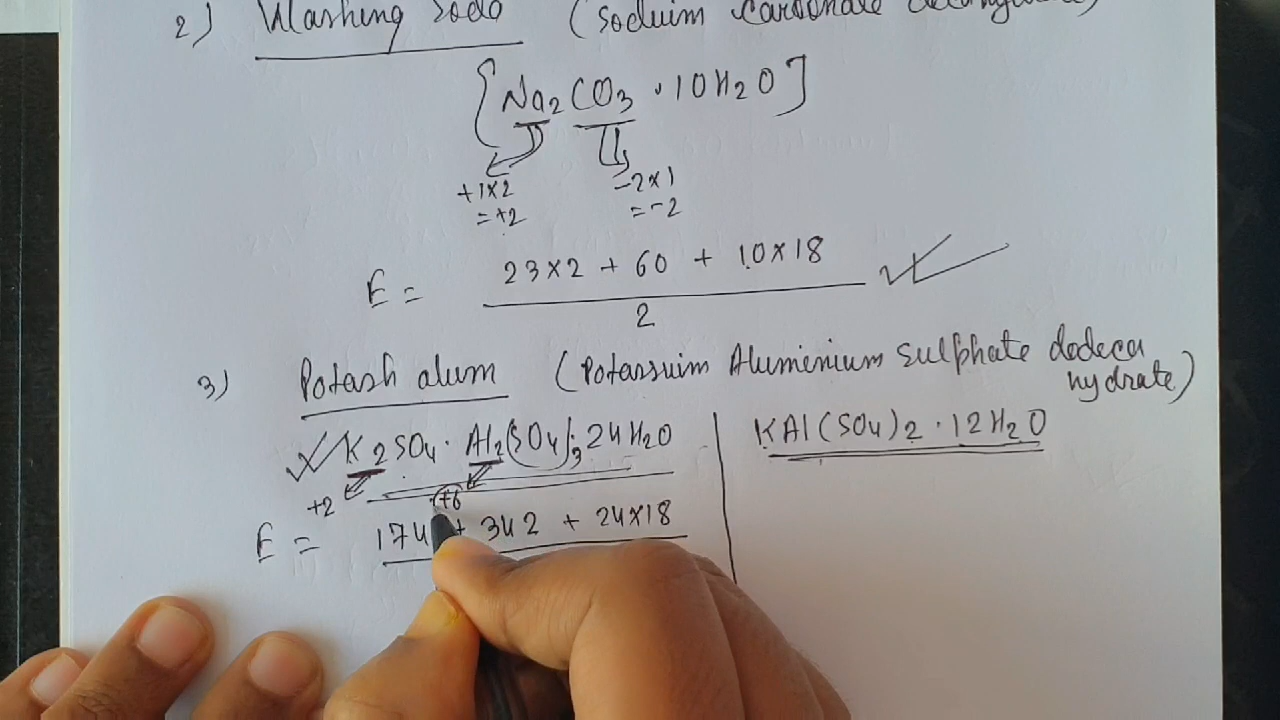 2) Washing soda (Soduim Carbonate
{Na2CO3 · 10H2O]
+1×2 -2×1
=+2 =-2
E = 23×2 + 60 + 10×18
2
3) Potash alum (Potassuim Aluminium Sulphate dodeca
hydrate)
K2SO4 · Al2(SO4)3 · 24H2O KAl(SO4)2 · 12H2O
+2 +6
E = 174 + 342 + 24×18